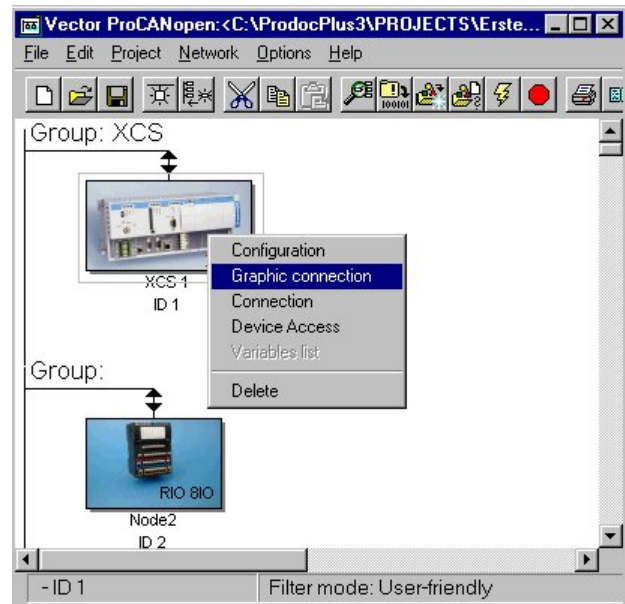 Vector ProCANopen:<C:\ProdocPlus3\PROJECTS\Erste...
File Edit Project Network Options Help
Group: XCS
XCS 1
ID 1
Configuration
Graphic connection
Connection
Device Access
Variables list
Delete
Group:
RIO 8IO
Node2
ID 2
- ID 1 Filter mode: User-friendly